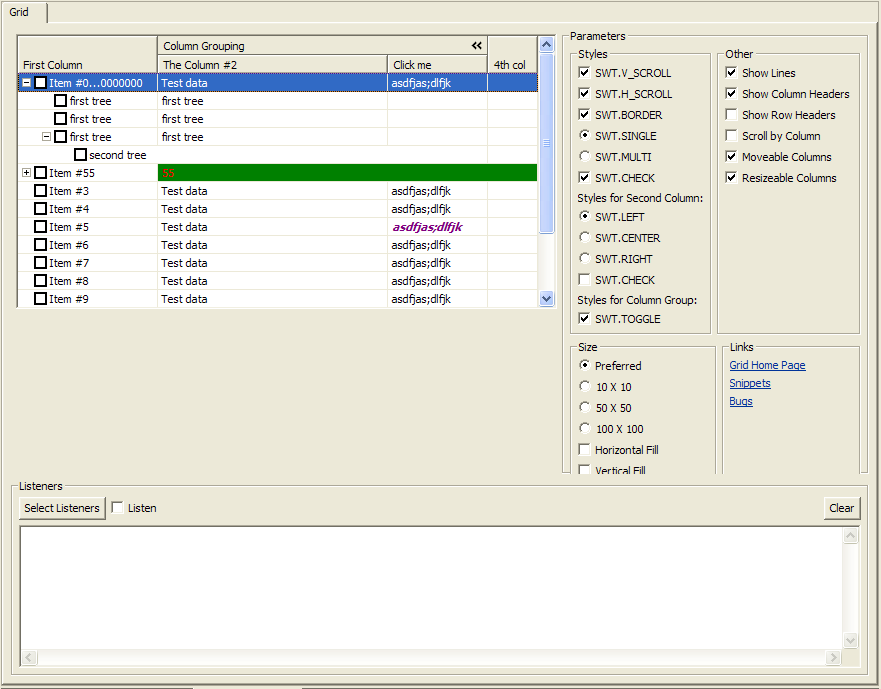 Grid
Column Grouping
First Column The Column #2 Click me 4th col
Item #0...0000000 Test data asdfjas;dlfjk
first tree first tree
first tree first tree
first tree first tree
second tree
Item #55 55
Item #3 Test data asdfjas;dlfjk
Item #4 Test data asdfjas;dlfjk
Item #5 Test data asdfjas;dlfjk
Item #6 Test data asdfjas;dlfjk
Item #7 Test data asdfjas;dlfjk
Item #8 Test data asdfjas;dlfjk
Item #9 Test data asdfjas;dlfjk
Parameters
Styles
SWT.V_SCROLL
SWT.H_SCROLL
SWT.BORDER
SWT.SINGLE
SWT.MULTI
SWT.CHECK
Styles for Second Column:
SWT.LEFT
SWT.CENTER
SWT.RIGHT
SWT.CHECK
Styles for Column Group:
SWT.TOGGLE
Other
Show Lines
Show Column Headers
Show Row Headers
Scroll by Column
Moveable Columns
Resizeable Columns
Size
Preferred
10 X 10
50 X 50
100 X 100
Horizontal Fill
Vertical Fill
Links
Grid Home Page
Snippets
Bugs
Listeners
Select Listeners Listen Clear